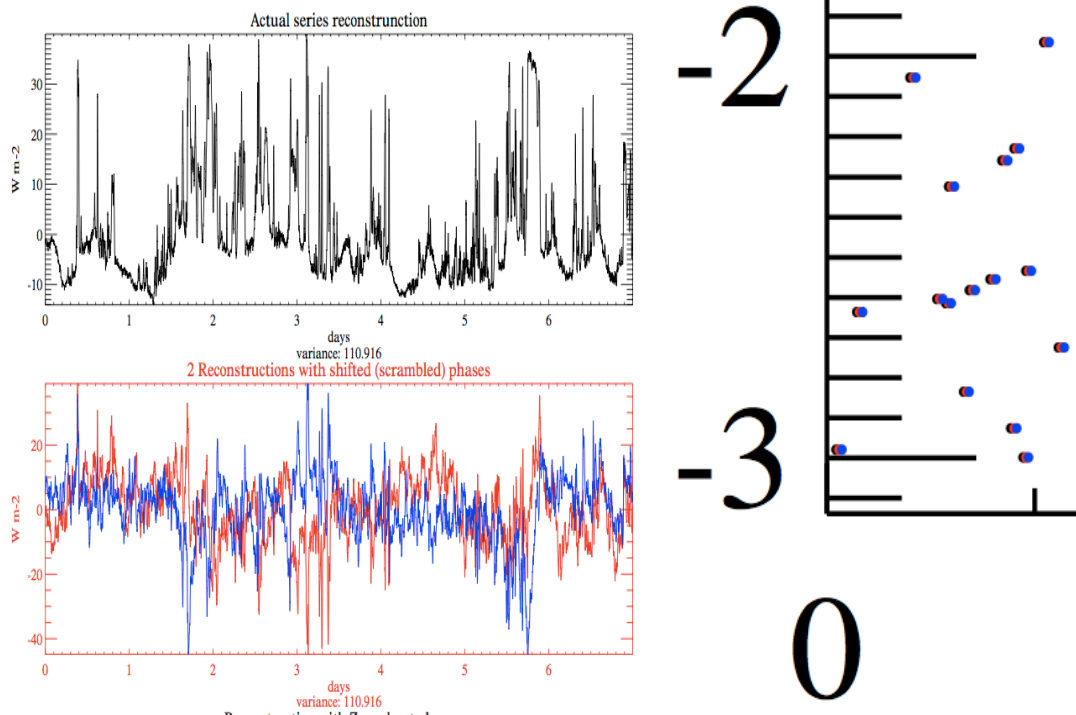 Actual series reconstrunction
30
20
10
0
-10
W m-2
0 1 2 3 4 5 6
days
variance: 110.916
2 Reconstructions with shifted (scrambled) phases
20
0
-20
-40
W m-2
0 1 2 3 4 5 6
days
variance: 110.916
-2
-3
0